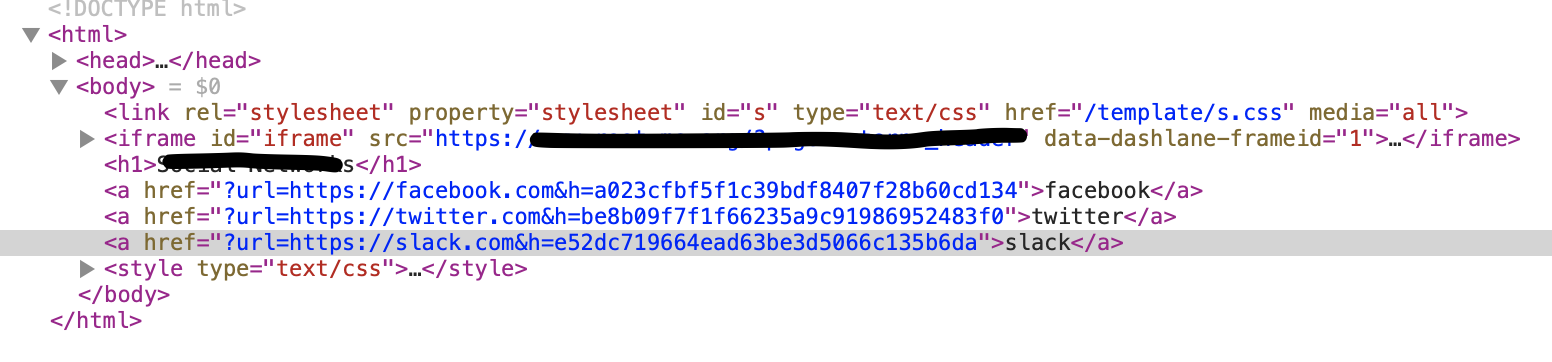 <!DOCTYPE html>
<html>
<head>…</head>
<body> = $0
<link rel="stylesheet" property="stylesheet" id="s" type="text/css" href="/template/s.css" media="all">
<iframe id="iframe" src="https:/ data-dashlane-frameid="1">…</iframe>
<h1> </h1>
<a href="?url=https://facebook.com&h=a023cfbf5f1c39bdf8407f28b60cd134">facebook</a>
<a href="?url=https://twitter.com&h=be8b09f7f1f66235a9c91986952483f0">twitter</a>
<a href="?url=https://slack.com&h=e52dc719664ead63be3d5066c135b6da">slack</a>
<style type="text/css">…</style>
</body>
</html>